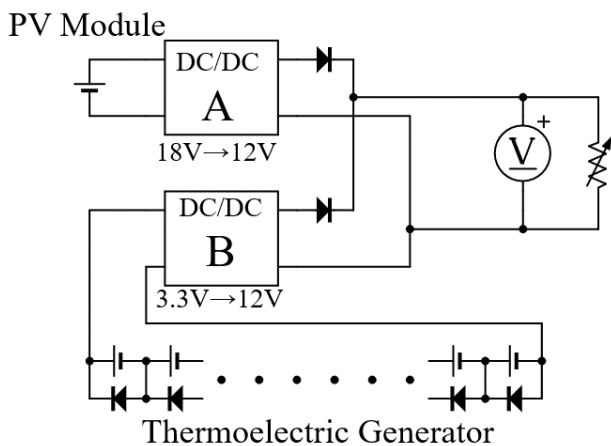 PV Module
DC/DC
A
18V→12V
+
V
DC/DC
B
3.3V→12V
Thermoelectric Generator